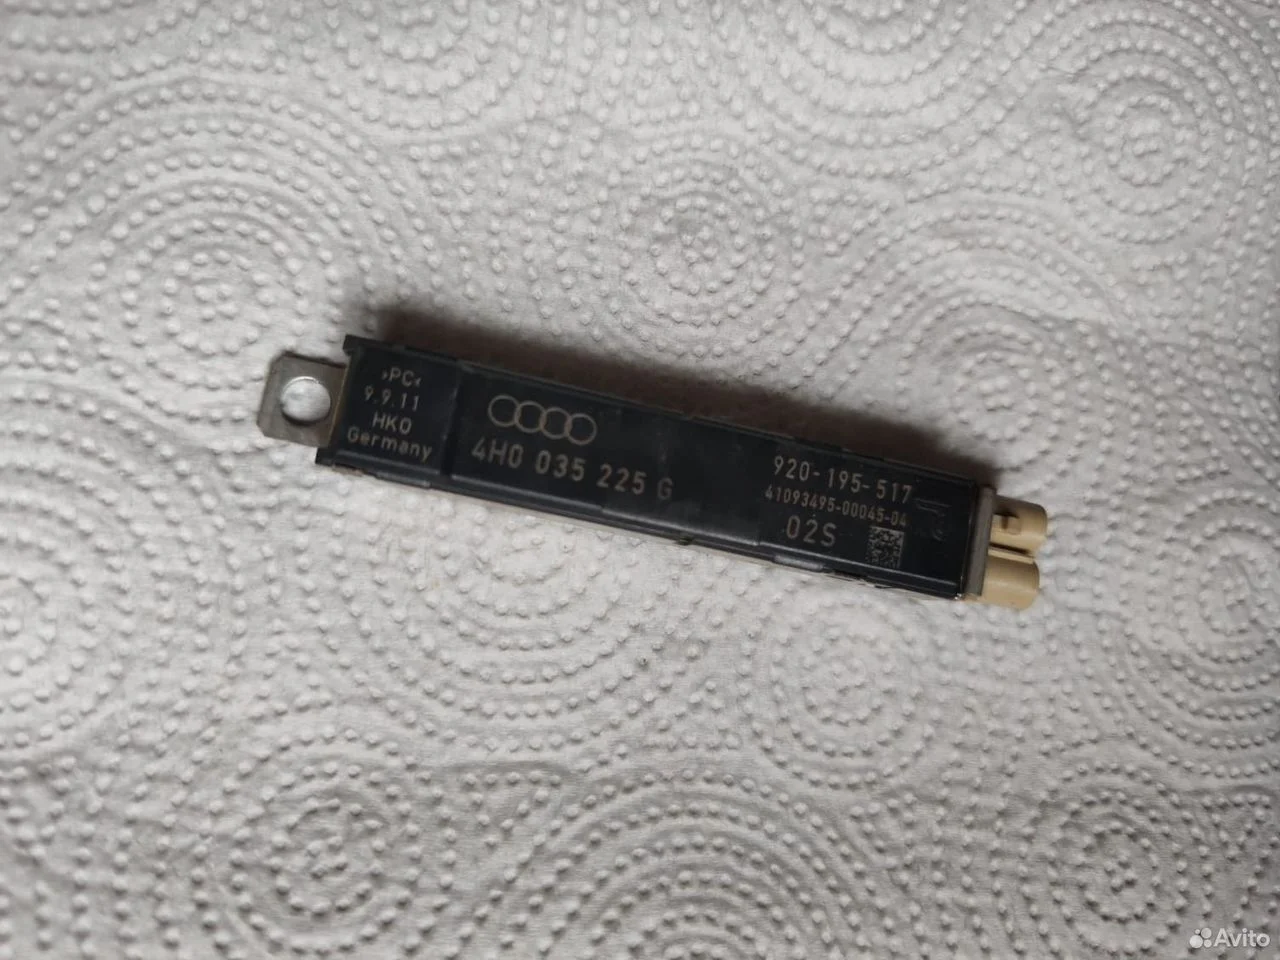 >PC<
9.9.11
HKO
Germany
4H0 035 225 G
920-195-517
41093495-00045-04
02S
Avito